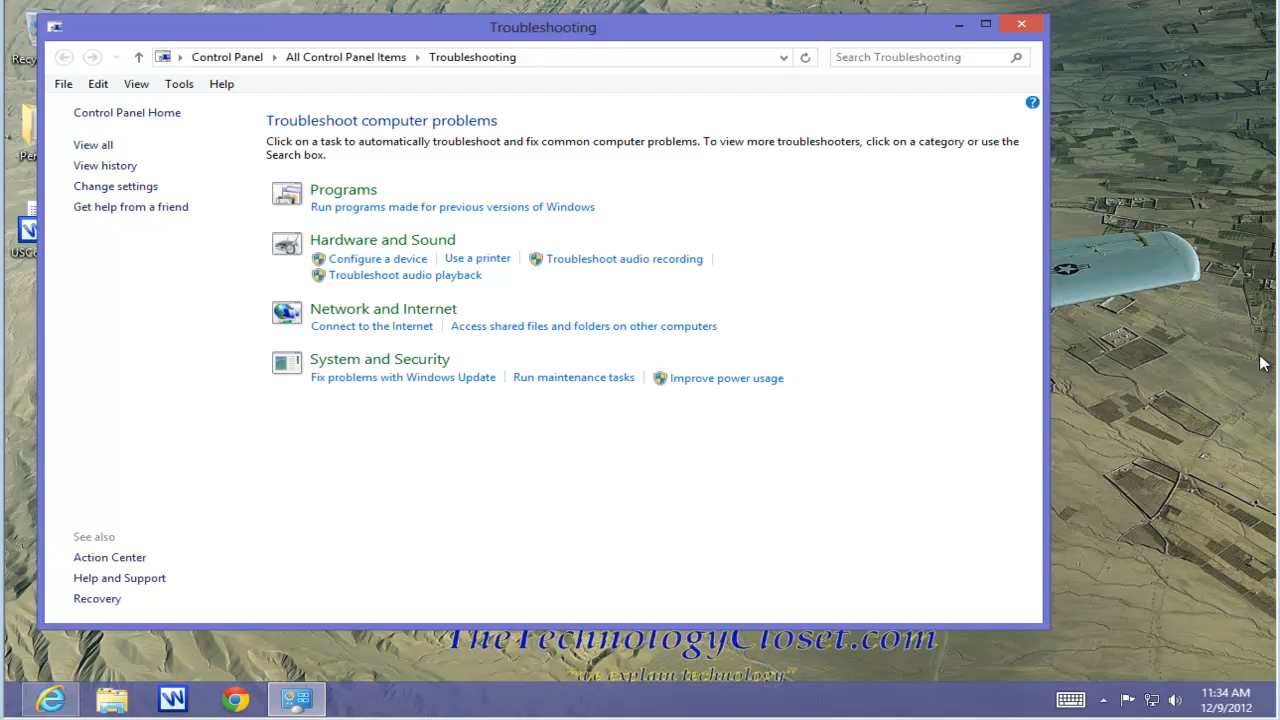 Troubleshooting
Control Panel All Control Panel Items Troubleshooting
Search Troubleshooting
File Edit View Tools Help
Control Panel Home
View all
View history
Change settings
Get help from a friend
Troubleshoot computer problems
Click on a task to automatically troubleshoot and fix common computer problems. To view more troubleshooters, click on a category or use the
Search box.
Programs
Run programs made for previous versions of Windows
Hardware and Sound
Configure a device Use a printer Troubleshoot audio recording
Troubleshoot audio playback
Network and Internet
Connect to the Internet Access shared files and folders on other computers
System and Security
Fix problems with Windows Update Run maintenance tasks Improve power usage
See also
Action Center
Help and Support
Recovery
Recy
Per
USC
TheTechnologyCloset.com
"we explain technology"
11:34 AM
12/9/2012